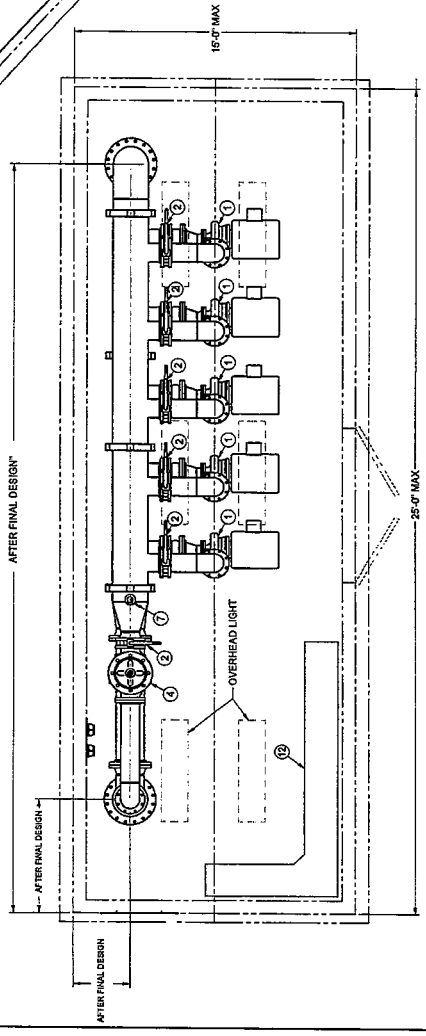 AFTER FINAL DESIGN"
AFTER FINAL DESIGN
AFTER FINAL DESIGN
15'-0" MAX
2
2
2
2
2
1
1
1
1
1
7
2
4
OVERHEAD LIGHT
12
25'-0" MAX